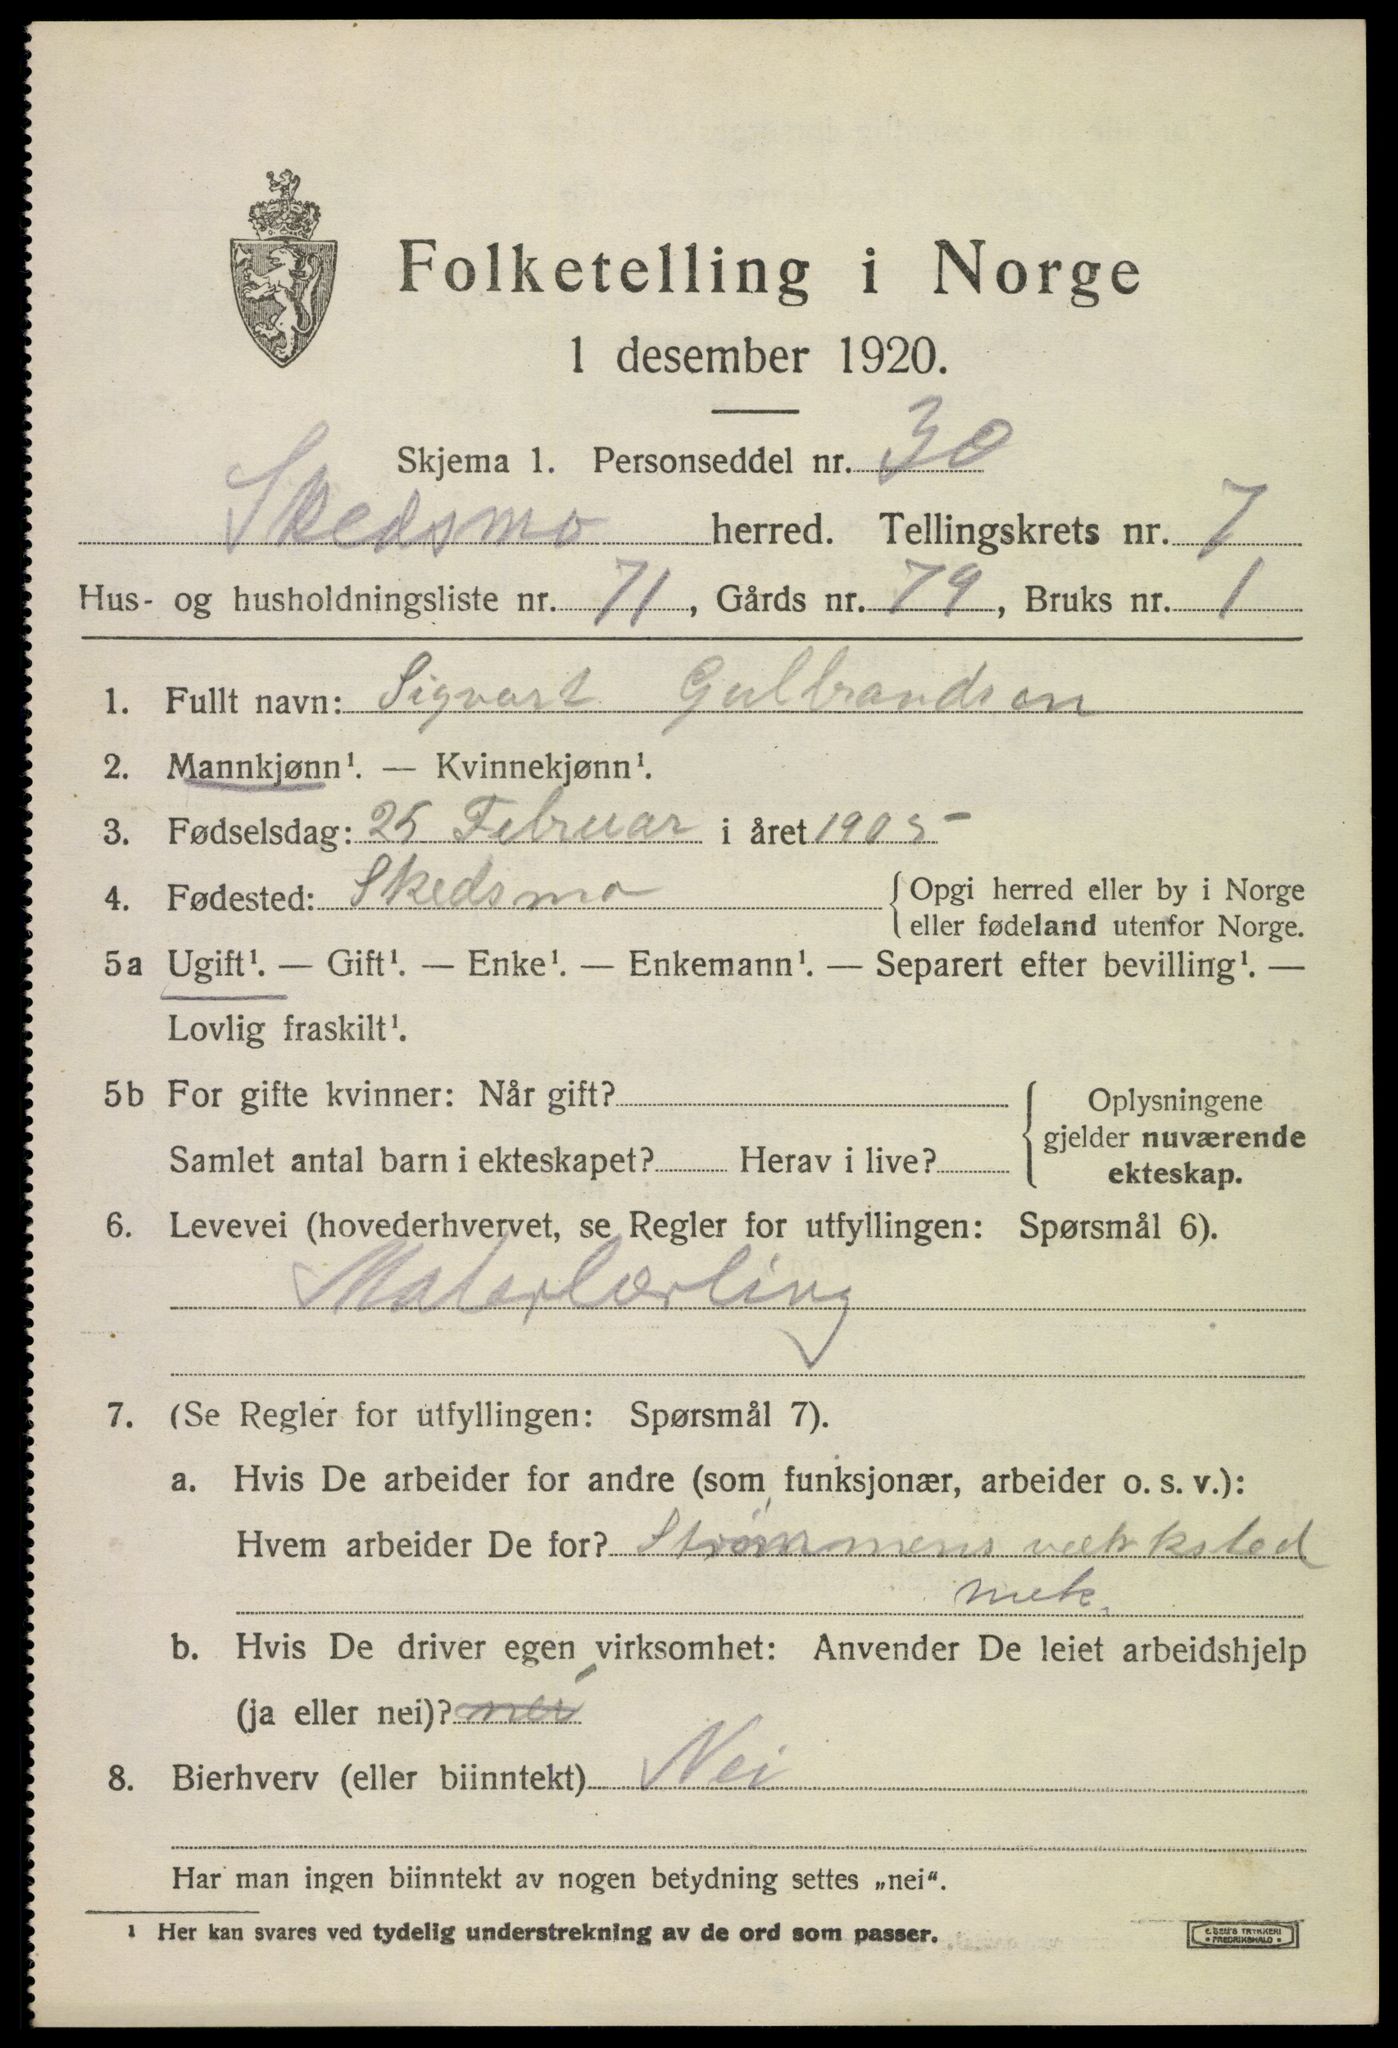 Folketelling i Norge
1 desember 1920.
Skjema 1. Personseddel nr. 30
Skedsmo herred. Tellingskrets nr. 7
Hus- og husholdningsliste nr. 71, Gårds nr. 79, Bruks nr. 1
1. Fullt navn: Sigvart Gulbrandsen
2. Mannkjønn¹. — Kvinnekjønn¹.
3. Fødselsdag: 25 Februar i året 1905
4. Fødested: Skedsmo { Opgi herred eller by i Norge
eller fødeland utenfor Norge.
5a Ugift¹. — Gift¹. — Enke¹. — Enkemann¹. — Separert efter bevilling¹. —
Lovlig fraskilt¹.
5b For gifte kvinner: Når gift? { Oplysningene
gjelder nuværende
Samlet antal barn i ekteskapet? Herav i live?
ekteskap.
6. Levevei (hovederhvervet, se Regler for utfyllingen: Spørsmål 6).
Malerlærling
7. (Se Regler for utfyllingen: Spørsmål 7).
a. Hvis De arbeider for andre (som funksjonær, arbeider o. s. v.):
Hvem arbeider De for? Strømmens værksted
mek.
b. Hvis De driver egen virksomhet: Anvender De leiet arbeidshjelp
(ja eller nei)? nei
8. Bierhverv (eller biinntekt) Nei
Har man ingen biinntekt av nogen betydning settes „nei“.
¹ Her kan svares ved tydelig understrekning av de ord som passer.
E. SEM'S TRYKKERI
• FREDRIKSHALD •